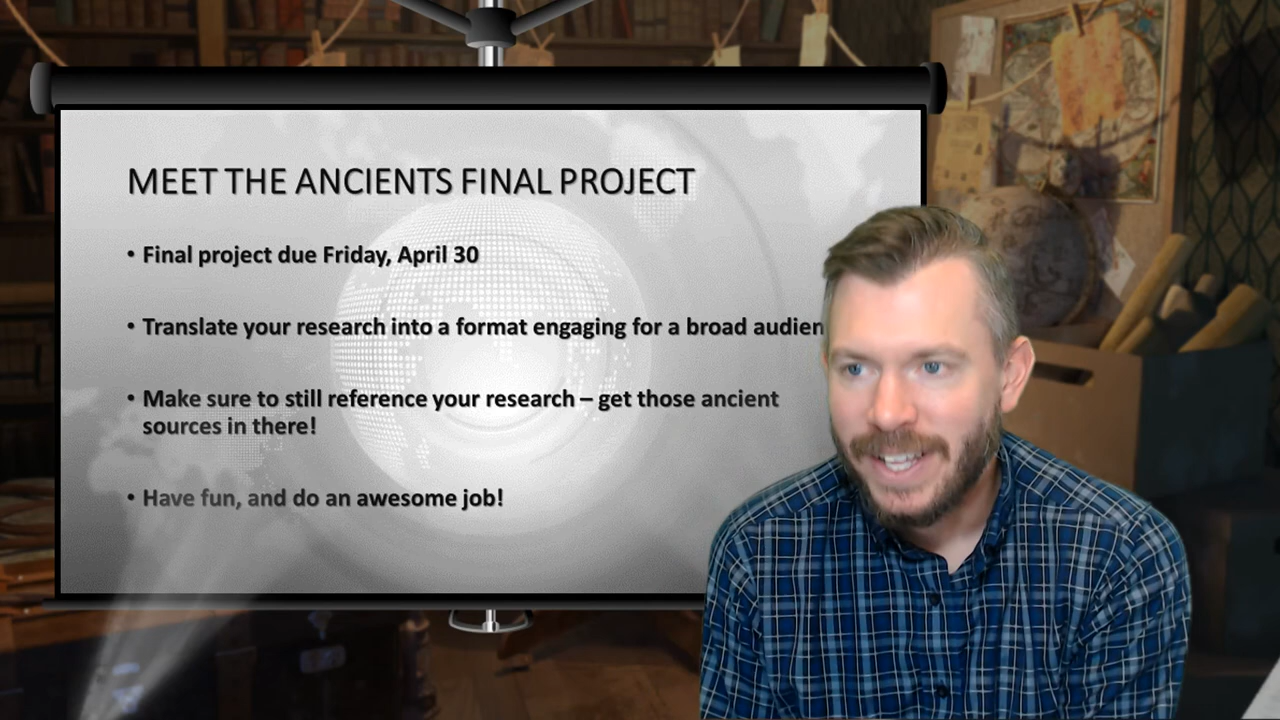 MEET THE ANCIENTS FINAL PROJECT
• Final project due Friday, April 30
• Translate your research into a format engaging for a broad
• Make sure to still reference your research – get those ancient
sources in there!
• Have fun, and do an awesome job!